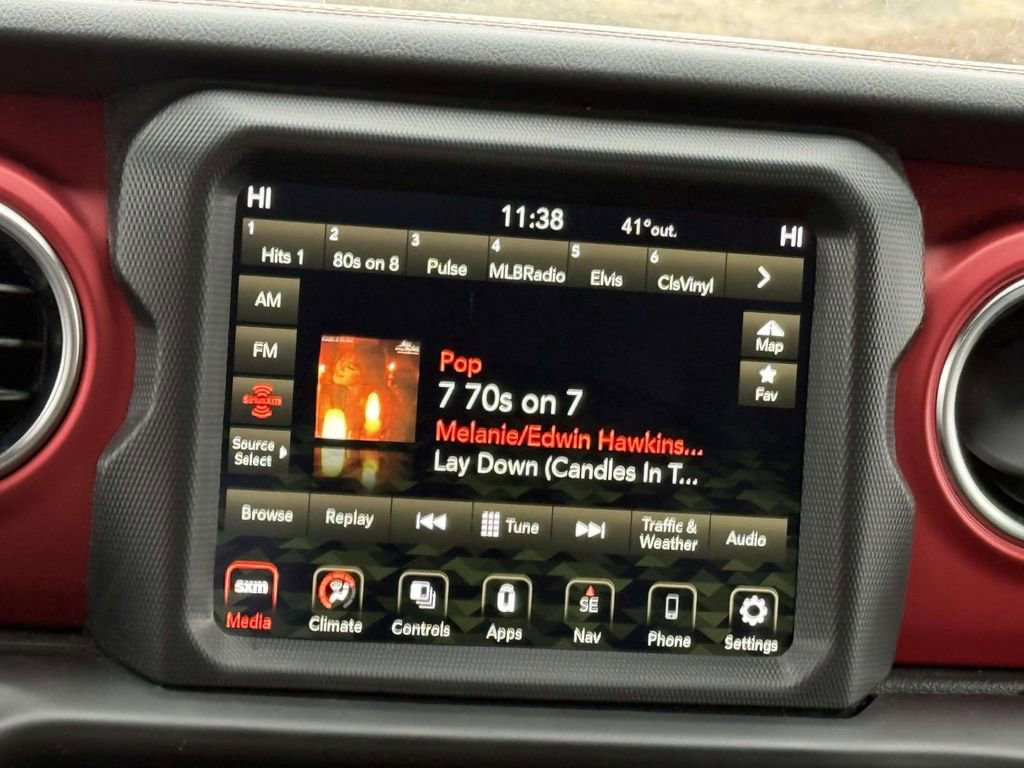 HI 11:38 41°out. HI
1 Hits 1 2 80s on 8 3 Pulse 4 MLBRadio 5 Elvis 6 ClsVinyl
AM
FM
SiriusXM
Source
Select
Map
Fav
Pop
7 70s on 7
Melanie/Edwin Hawkins...
Lay Down (Candles In T...
Browse Replay Tune Traffic &
Weather Audio
sxm SE
Media Climate Controls Apps Nav Phone Settings